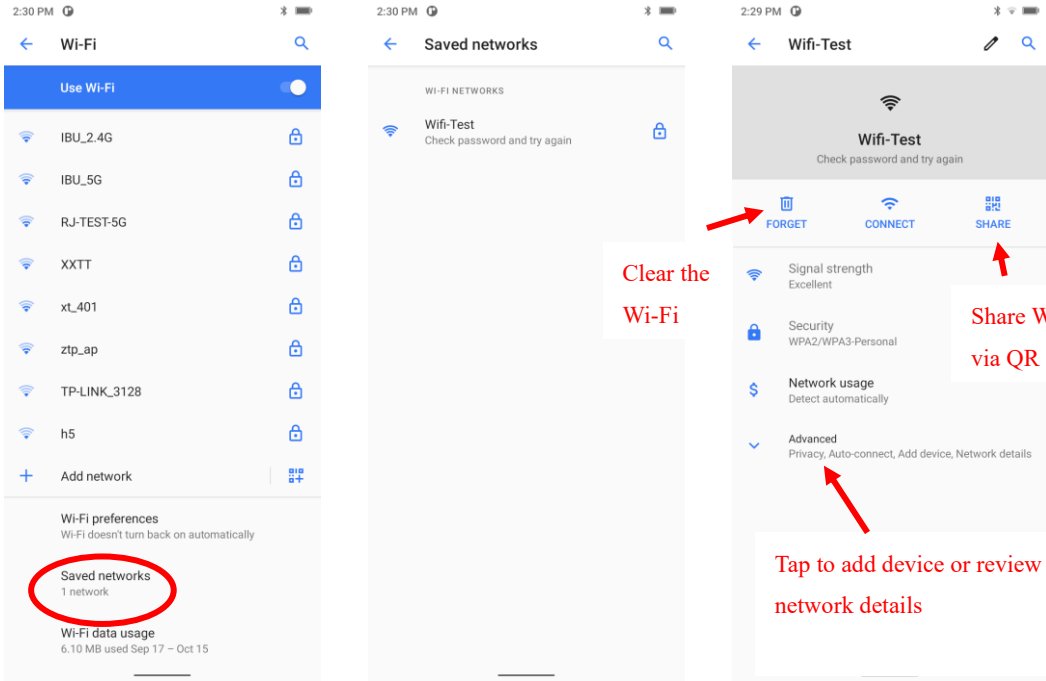 2:30 PM
Wi-Fi
Use Wi-Fi
IBU_2.4G
IBU_5G
RJ-TEST-5G
XXTT
xt_401
ztp_ap
TP-LINK_3128
h5
Add network
Wi-Fi preferences
Wi-Fi doesn't turn back on automatically
Saved networks
1 network
Wi-Fi data usage
6.10 MB used Sep 17 – Oct 15
2:30 PM
Saved networks
WI-FI NETWORKS
Wifi-Test
Check password and try again
Clear the
Wi-Fi
2:29 PM
Wifi-Test
Wifi-Test
Check password and try again
FORGET
CONNECT
SHARE
Signal strength
Excellent
Security
WPA2/WPA3-Personal
Share W
via QR
Network usage
Detect automatically
Advanced
Privacy, Auto-connect, Add device, Network details
Tap to add device or review
network details